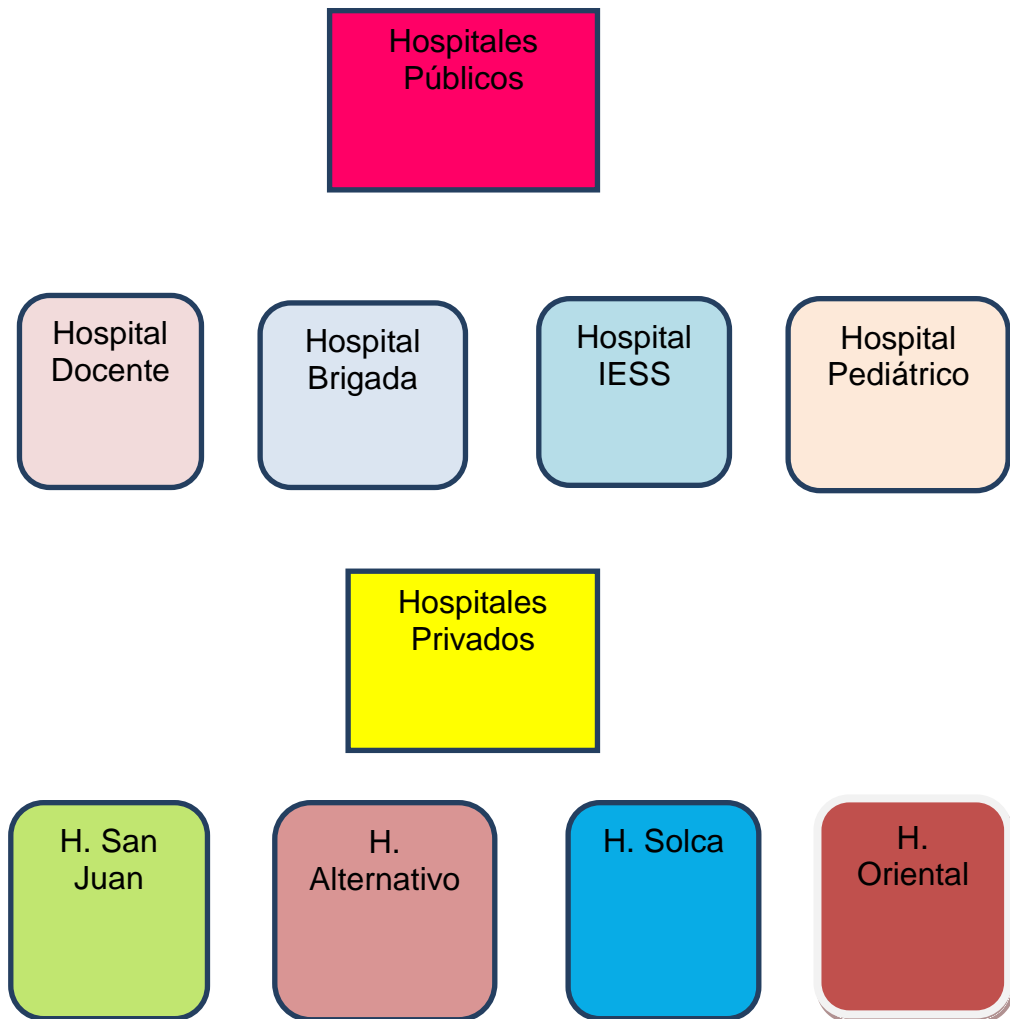 Hospitales
Públicos
Hospital
Docente
Hospital
Brigada
Hospital
IESS
Hospital
Pediátrico
Hospitales
Privados
H. San
Juan
H.
Alternativo
H. Solca
H.
Oriental